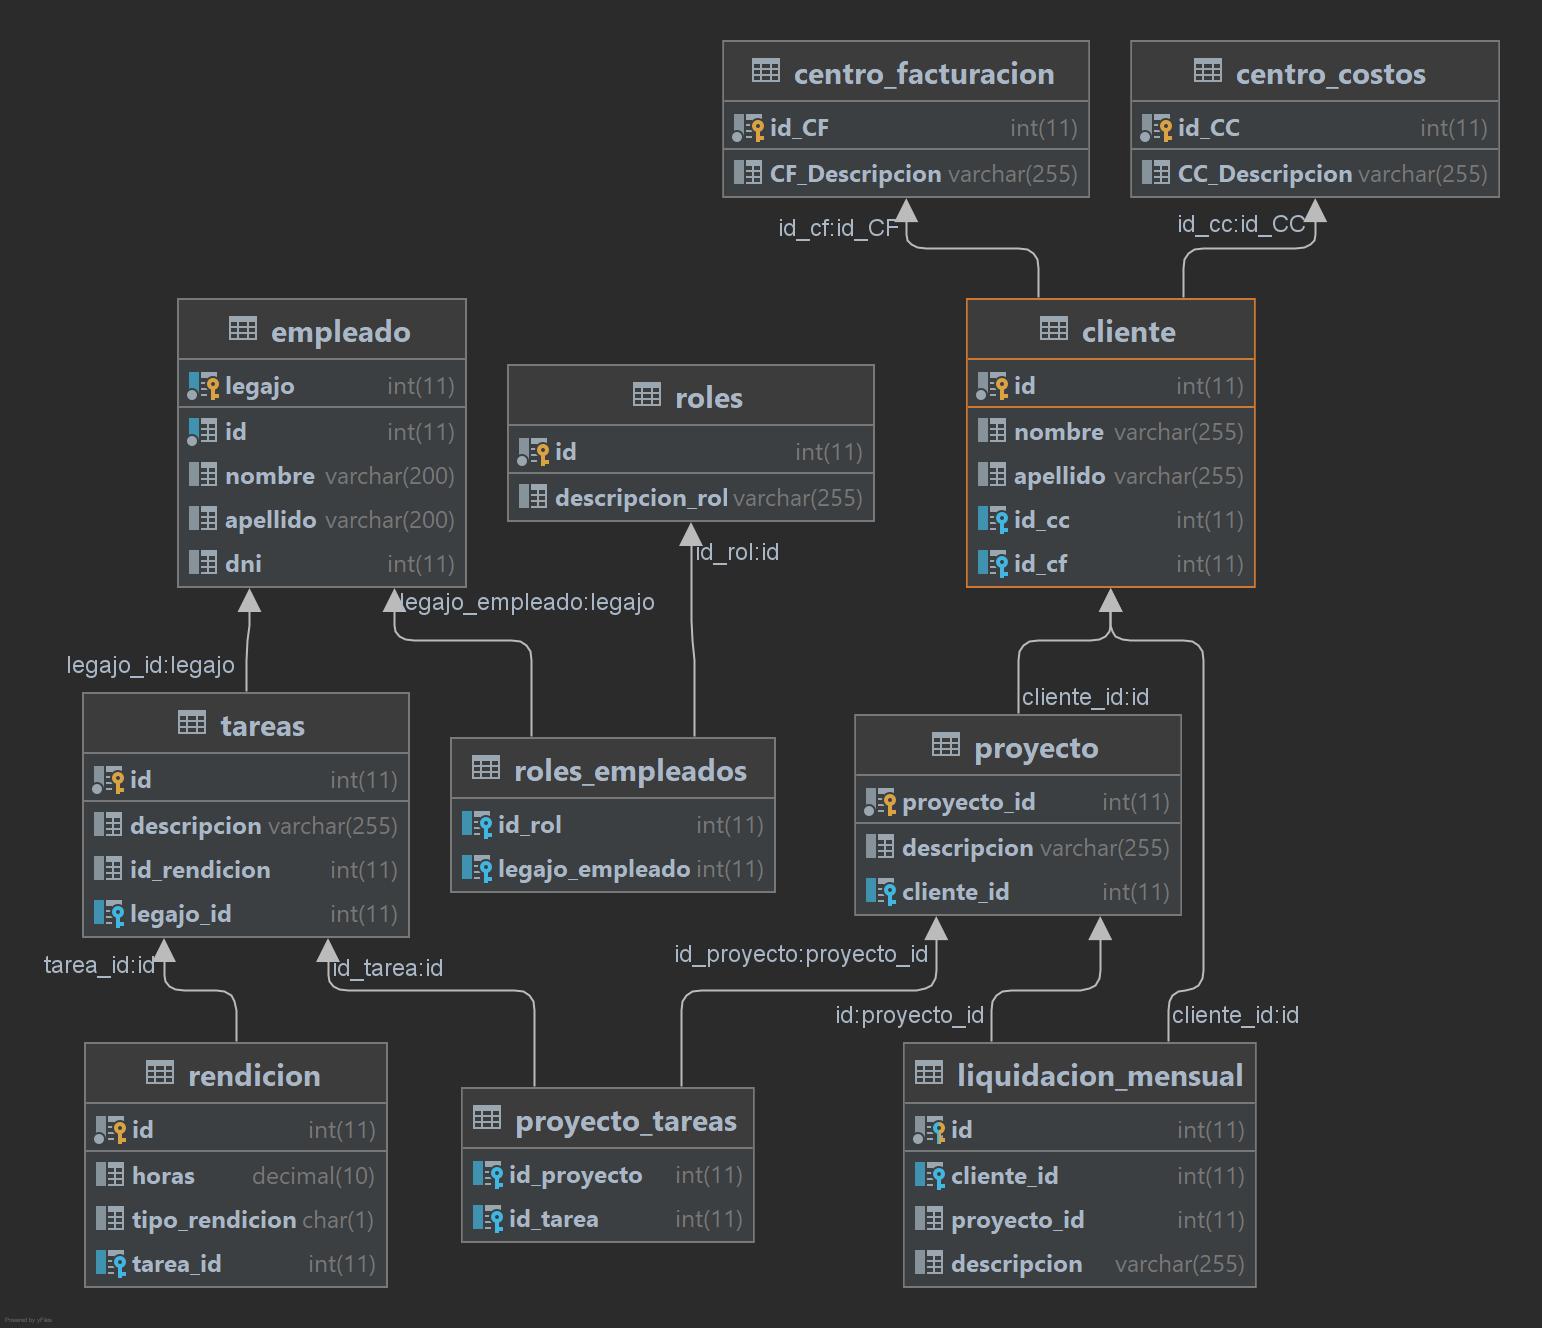 centro_facturacion
id_CF int(11)
CF_Descripcion varchar(255)
centro_costos
id_CC int(11)
CC_Descripcion varchar(255)
id_cf:id_CF
id_cc:id_CC
empleado
legajo int(11)
id int(11)
nombre varchar(200)
apellido varchar(200)
dni int(11)
roles
id int(11)
descripcion_rol varchar(255)
cliente
id int(11)
nombre varchar(255)
apellido varchar(255)
id_cc int(11)
id_cf int(11)
id_rol:id
legajo_empleado:legajo
legajo_id:legajo
cliente_id:id
tareas
id int(11)
descripcion varchar(255)
id_rendicion int(11)
legajo_id int(11)
roles_empleados
id_rol int(11)
legajo_empleado int(11)
proyecto
proyecto_id int(11)
descripcion varchar(255)
cliente_id int(11)
tarea_id:id
id_tarea:id
id_proyecto:proyecto_id
id:proyecto_id
cliente_id:id
rendicion
id int(11)
horas decimal(10)
tipo_rendicion char(1)
tarea_id int(11)
proyecto_tareas
id_proyecto int(11)
id_tarea int(11)
liquidacion_mensual
id int(11)
cliente_id int(11)
proyecto_id int(11)
descripcion varchar(255)
Powered by yFiles